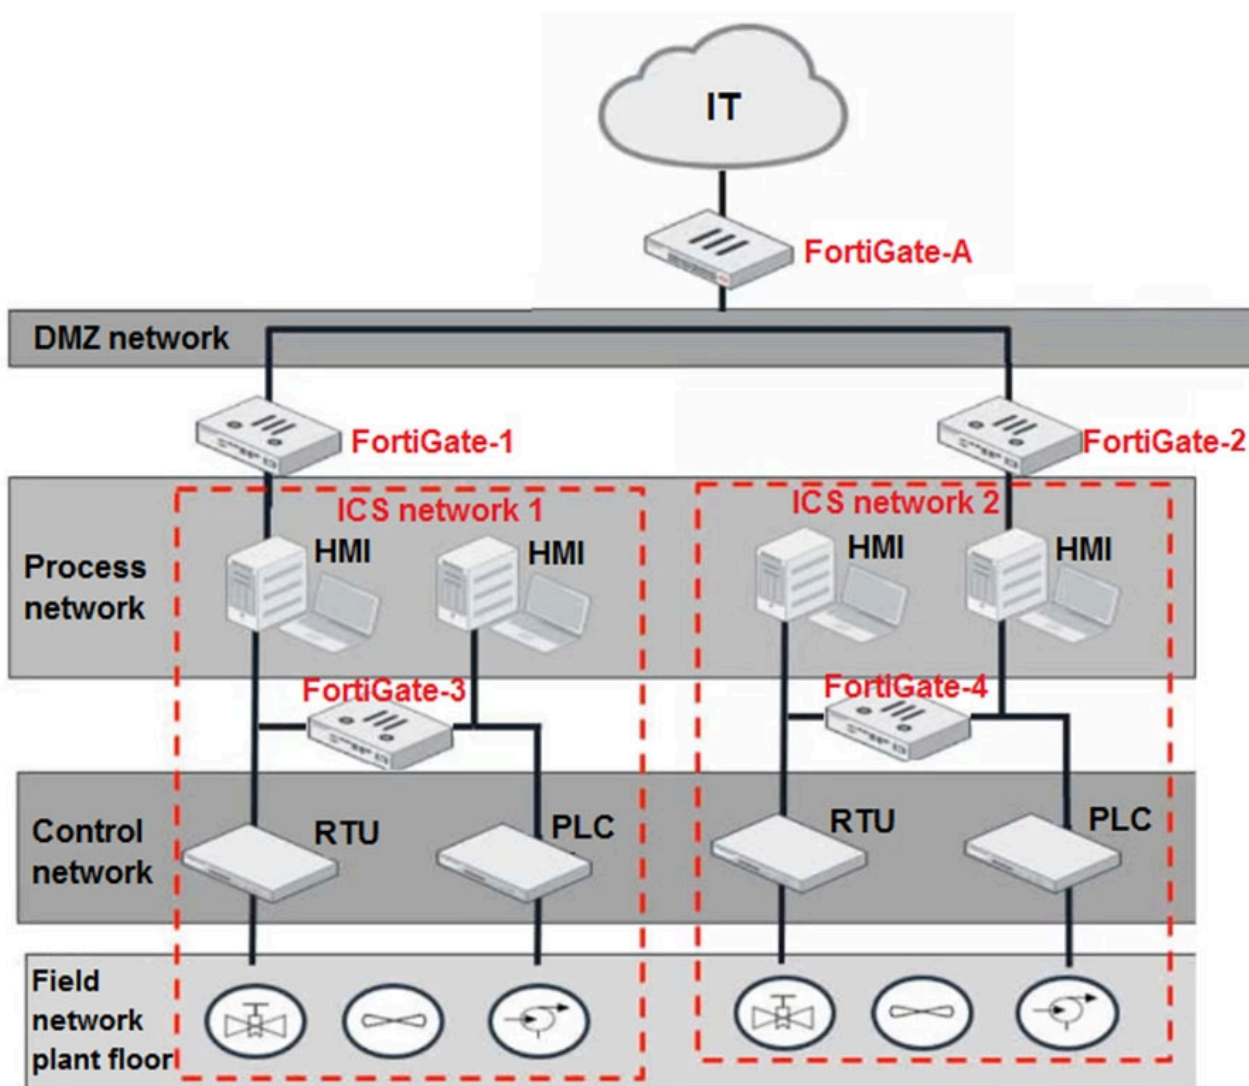 IT
FortiGate-A
DMZ network
FortiGate-1
FortiGate-2
ICS network 1
ICS network 2
HMI
HMI
HMI
HMI
Process
network
FortiGate-3
FortiGate-4
Control
network
RTU
PLC
RTU
PLC
Field
network
plant floor